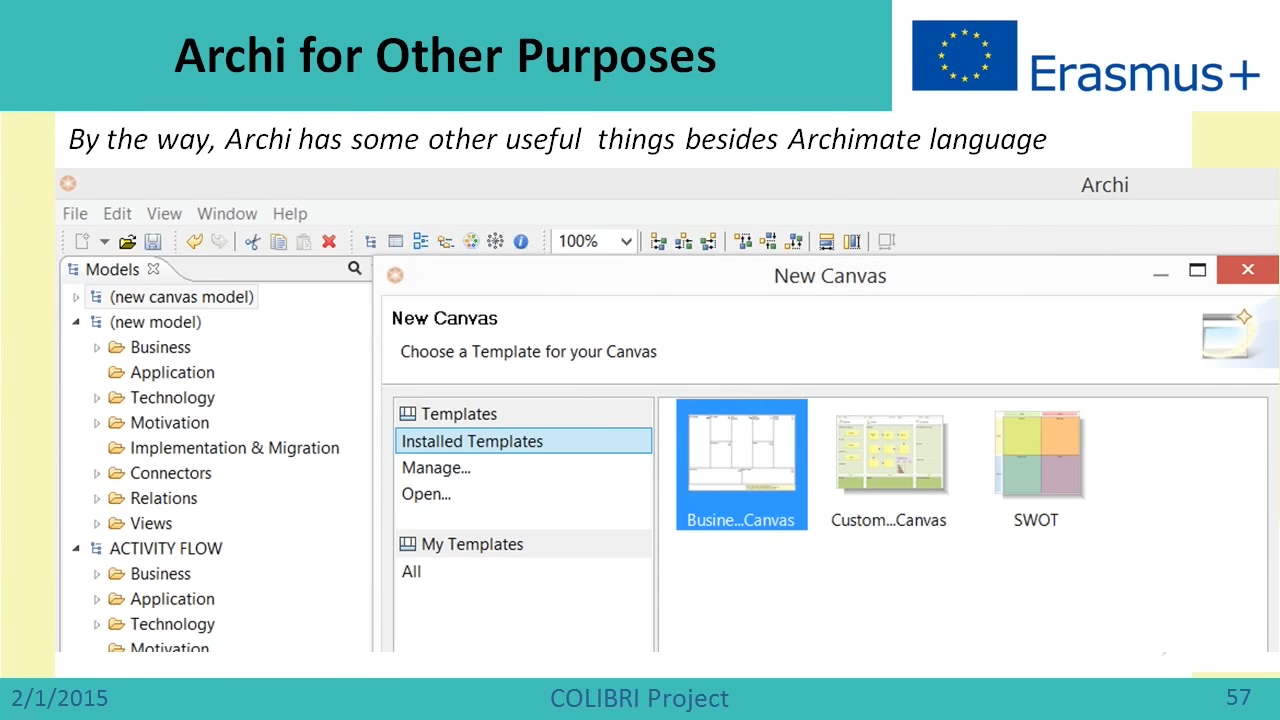 Archi for Other Purposes
Erasmus+
By the way, Archi has some other useful things besides Archimate language
Archi
File Edit View Window Help
100%
Models
New Canvas
(new canvas model)
(new model)
Business
Application
Technology
Motivation
Implementation & Migration
Connectors
Relations
Views
ACTIVITY FLOW
Business
Application
Technology
Motivation
New Canvas
Choose a Template for your Canvas
Templates
Installed Templates
Manage...
Open...
My Templates
All
Busine...Canvas
Custom...Canvas
SWOT
2/1/2015
COLIBRI Project
57